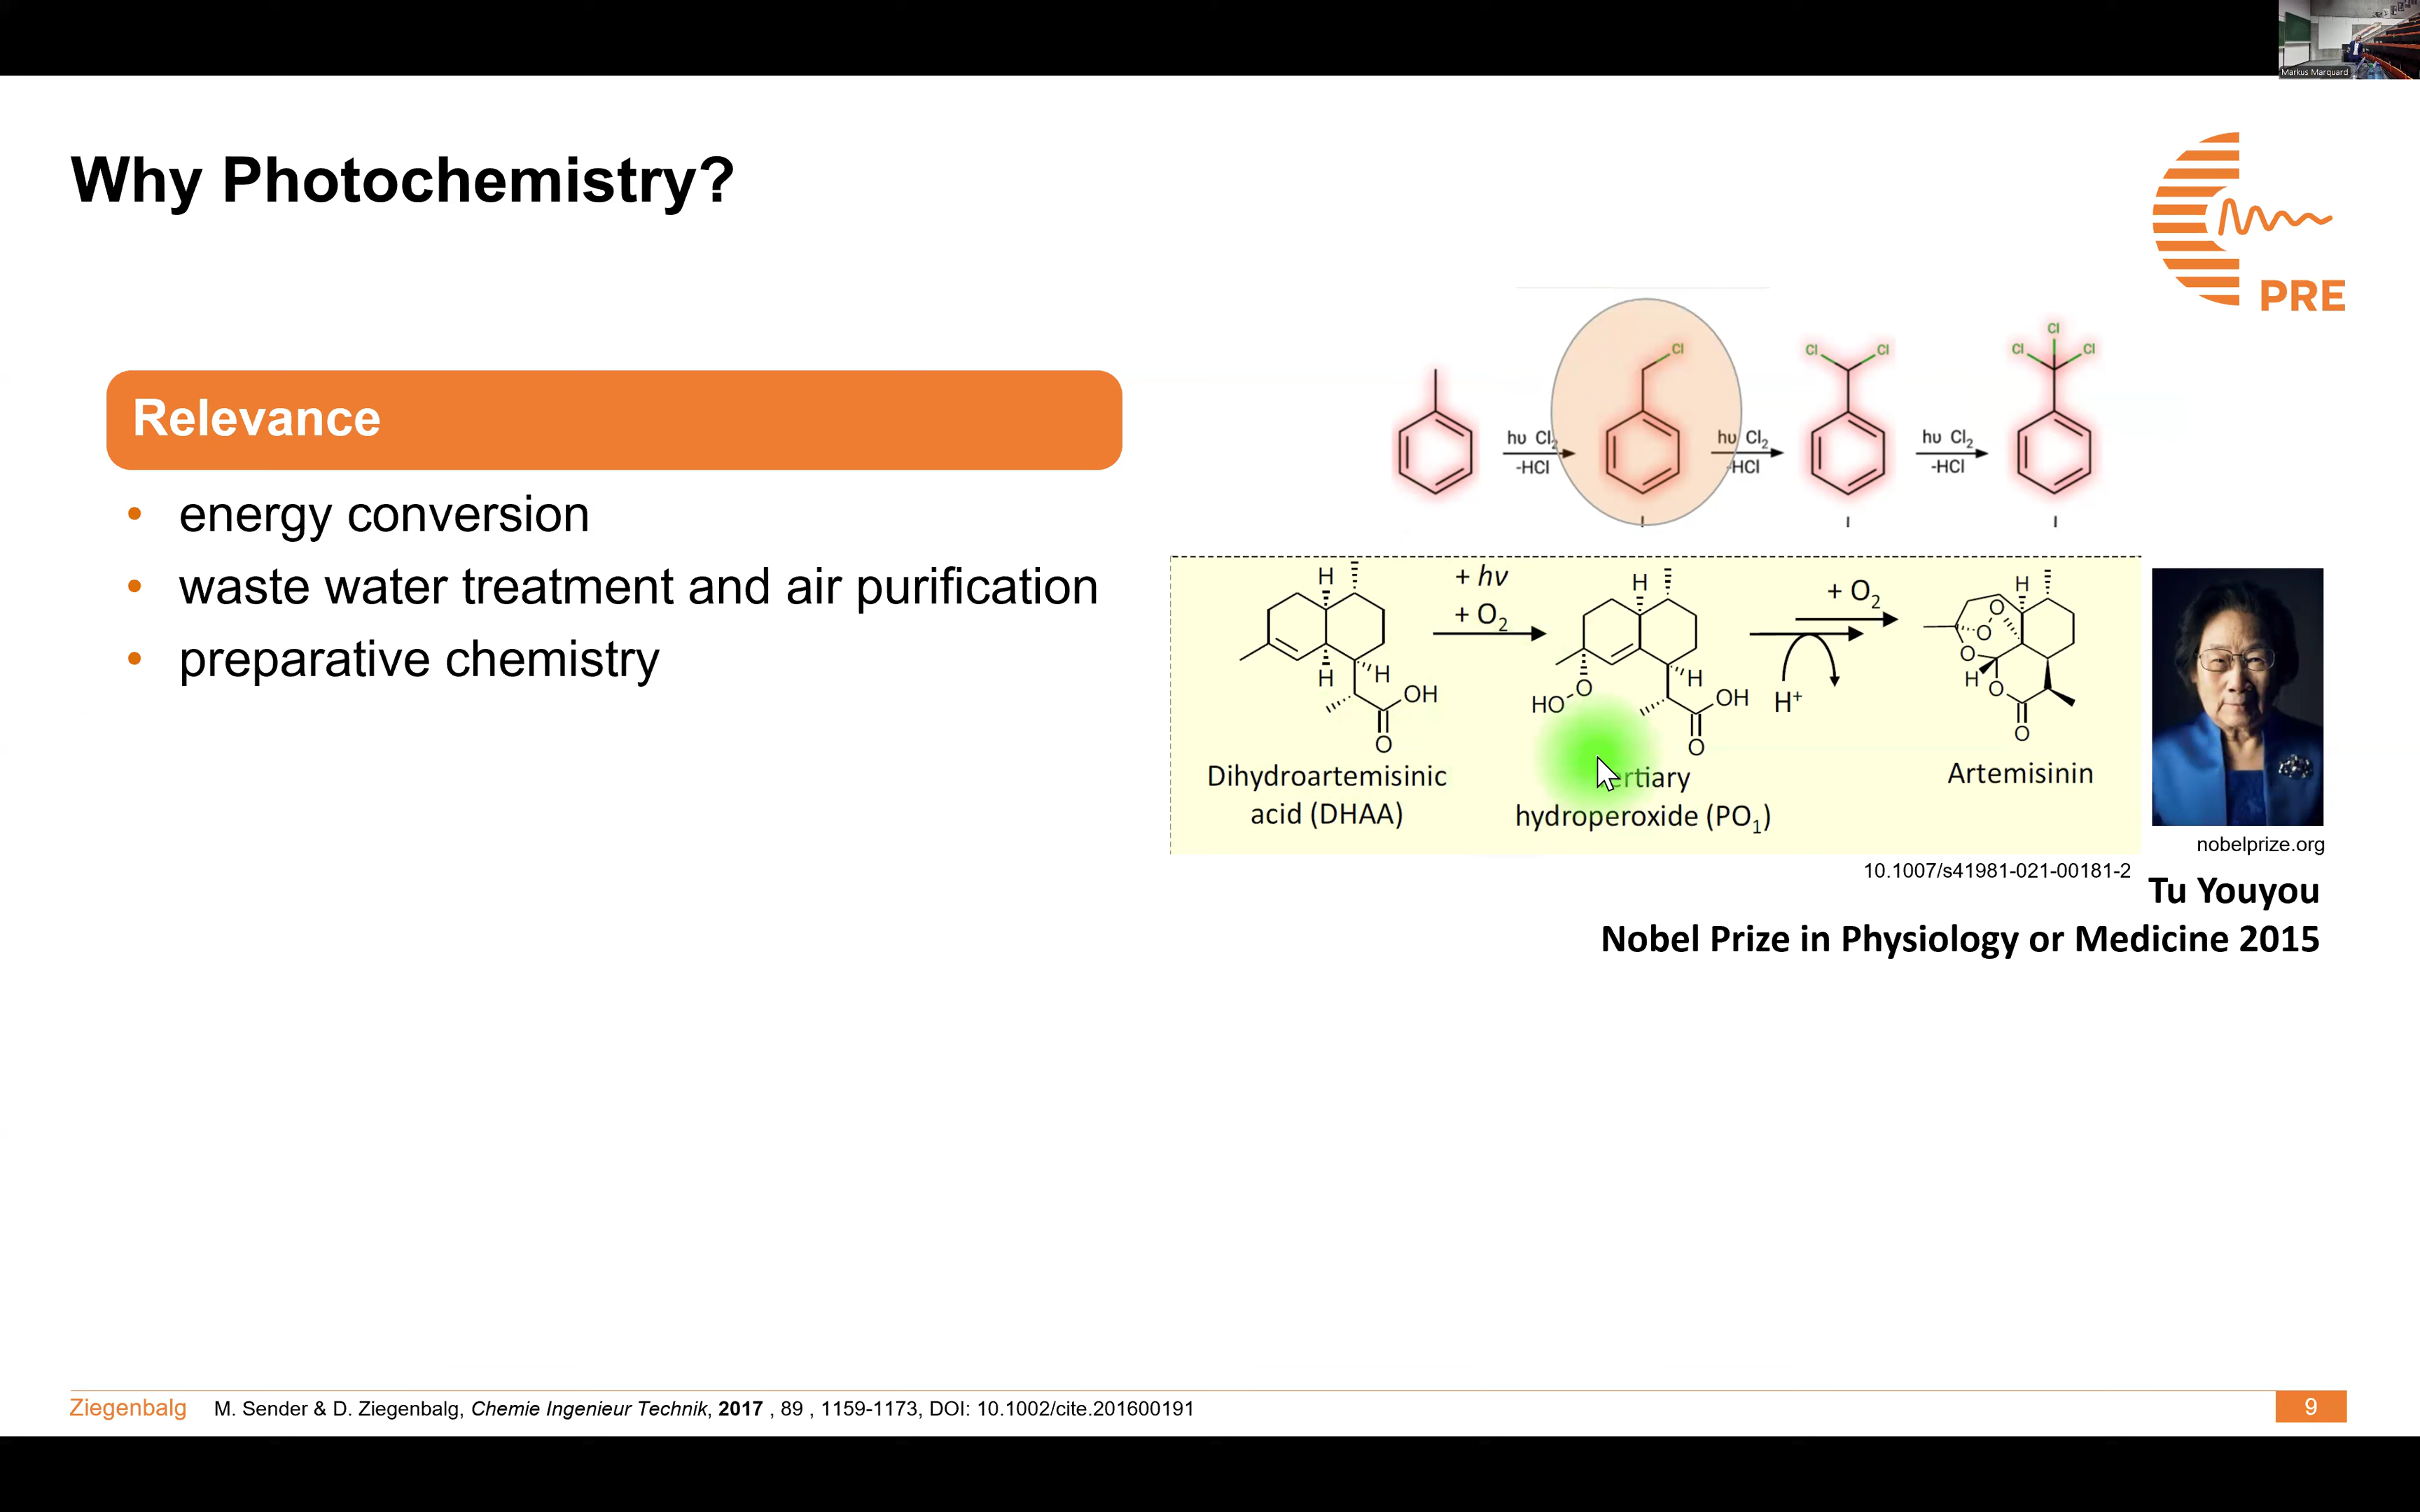 Markus Marquard
Why Photochemistry?
PRE
Relevance
• energy conversion
• waste water treatment and air purification
• preparative chemistry
Cl
Cl Cl
Cl
Cl Cl
hυ Cl₂
-HCl
hυ Cl₂
-HCl
hυ Cl₂
-HCl
H
H
H
OH
O
+ hν
+ O₂
H
HO
O
H
OH
O
+ O₂
H⁺
H
O
O
O
H
O
O
Dihydroartemisinic
acid (DHAA)
hydroperoxide (PO₁)
Artemisinin
nobelprize.org
10.1007/s41981-021-00181-2
Tu Youyou
Nobel Prize in Physiology or Medicine 2015
Ziegenbalg M. Sender & D. Ziegenbalg, Chemie Ingenieur Technik, 2017 , 89 , 1159-1173, DOI: 10.1002/cite.201600191
9